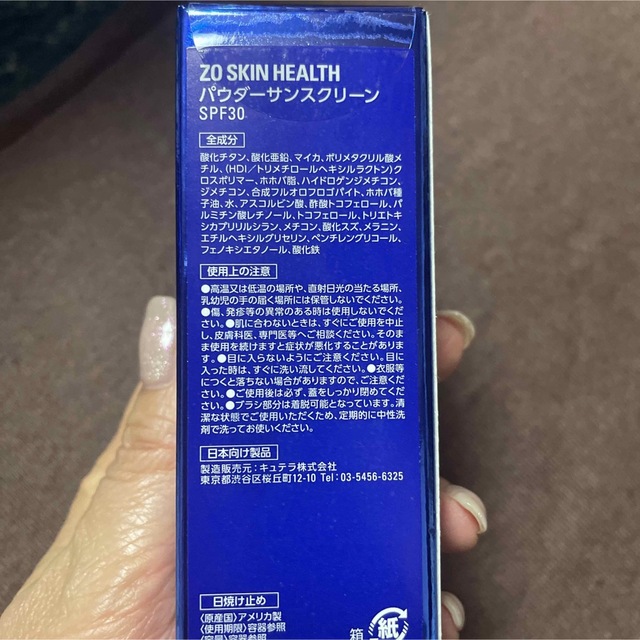 ZO SKIN HEALTH
パウダーサンスクリーン
SPF30
全成分
酸化チタン、酸化亜鉛、マイカ、ポリメタクリル酸メ
チル、(HDI/トリメチロールヘキシルラクトン)ク
ロスポリマー、ホホバ脂、ハイドロゲンジメチコン、
ジメチコン、合成フルオロフロゴパイト、ホホバ種
子油、水、アスコルビン酸、酢酸トコフェロール、パ
ルミチン酸レチノール、トコフェロール、トリエトキ
シカプリリルシラン、メチコン、酸化スズ、メラニン、
エチルヘキシルグリセリン、ペンチレングリコール、
フェノキシエタノール、酸化鉄
使用上の注意
●高温又は低温の場所や、直射日光の当たる場所、
乳幼児の手の届く場所には保管しないでください。
●傷、発疹等の異常のある時は使用しないでくださ
い。●肌に合わないときは、すぐにご使用を中止
し、皮膚科医、専門医等へご相談ください。そのま
ま使用を続けますと症状が悪化することがありま
す。●目に入らないようにご注意ください。目に
入った時は、すぐに洗い流してください。●衣服等
につくと落ちない場合がありますので、ご注意くだ
さい。●ご使用後は必ず、蓋をしっかり閉めてくだ
さい。●ブラシ部分は着脱可能となっています。清
潔な状態でご使用いただくため、定期的に中性洗
剤で洗ってお使いください。
日本向け製品
製造販売元:キュテラ株式会社
東京都渋谷区桜丘町12-10 Tel:03-5456-6325
日焼け止め
〈原産国〉アメリカ製
〈使用期限〉容器参照
〈容量〉容器参照
箱
紙